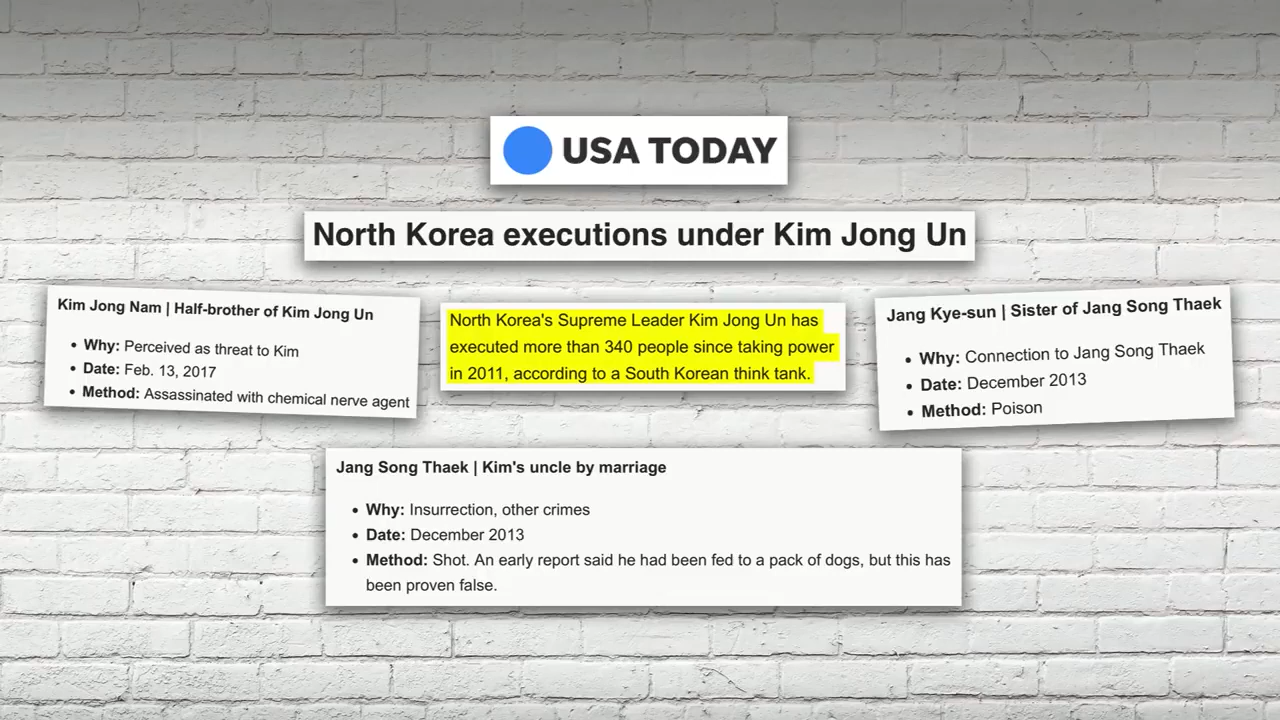 USA TODAY
North Korea executions under Kim Jong Un
Kim Jong Nam | Half-brother of Kim Jong Un
• Why: Perceived as threat to Kim
• Date: Feb. 13, 2017
• Method: Assassinated with chemical nerve agent
North Korea's Supreme Leader Kim Jong Un has
executed more than 340 people since taking power
in 2011, according to a South Korean think tank.
Jang Kye-sun | Sister of Jang Song Thaek
• Why: Connection to Jang Song Thaek
• Date: December 2013
• Method: Poison
Jang Song Thaek | Kim's uncle by marriage
• Why: Insurrection, other crimes
• Date: December 2013
• Method: Shot. An early report said he had been fed to a pack of dogs, but this has
been proven false.